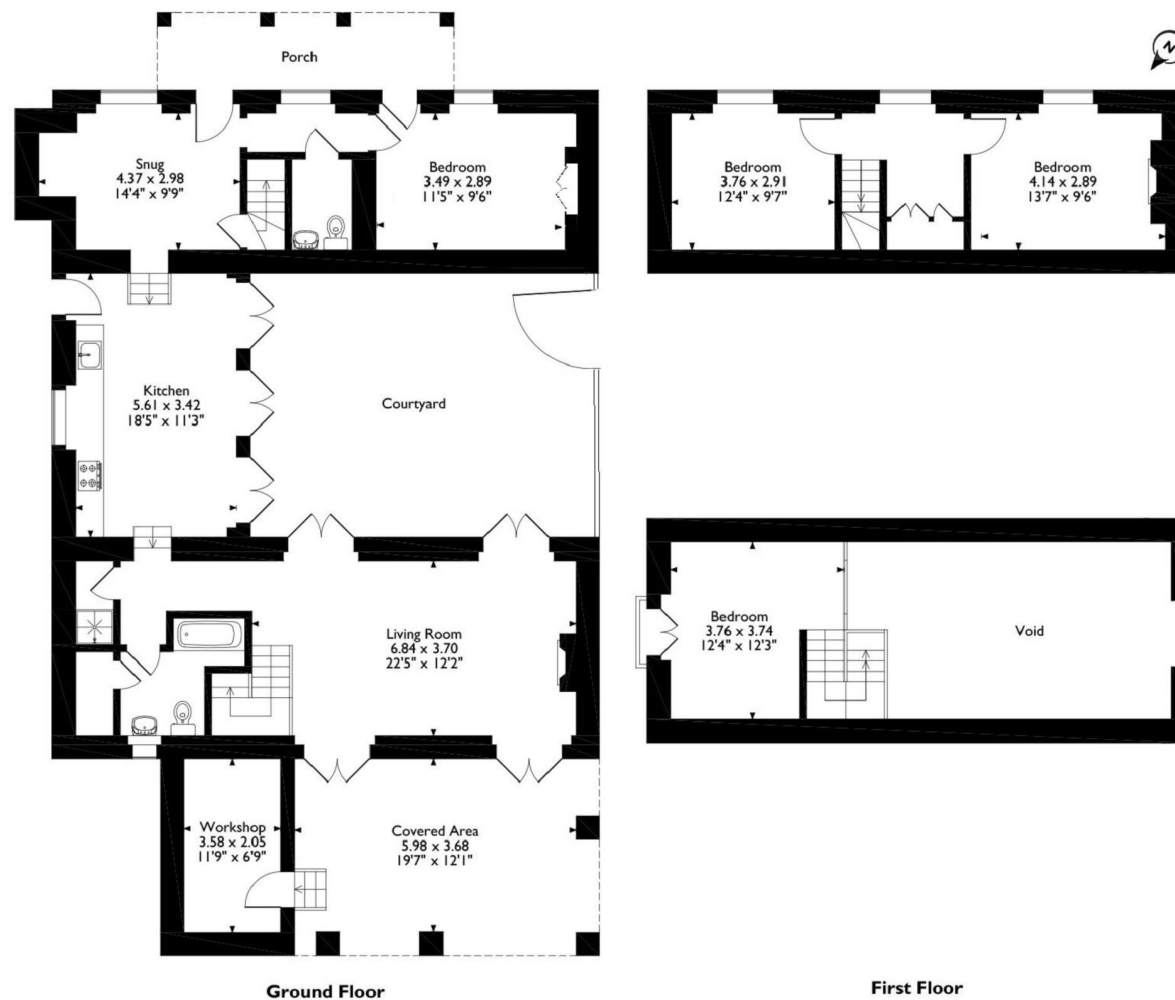 Porch
N
Snug
4.37 x 2.98
14'4" x 9'9"
Bedroom
3.49 x 2.89
11'5" x 9'6"
Bedroom
3.76 x 2.91
12'4" x 9'7"
Bedroom
4.14 x 2.89
13'7" x 9'6"
Kitchen
5.61 x 3.42
18'5" x 11'3"
Courtyard
Living Room
6.84 x 3.70
22'5" x 12'2"
Bedroom
3.76 x 3.74
12'4" x 12'3"
Void
Workshop
3.58 x 2.05
11'9" x 6'9"
Covered Area
5.98 x 3.68
19'7" x 12'1"
Ground Floor
First Floor